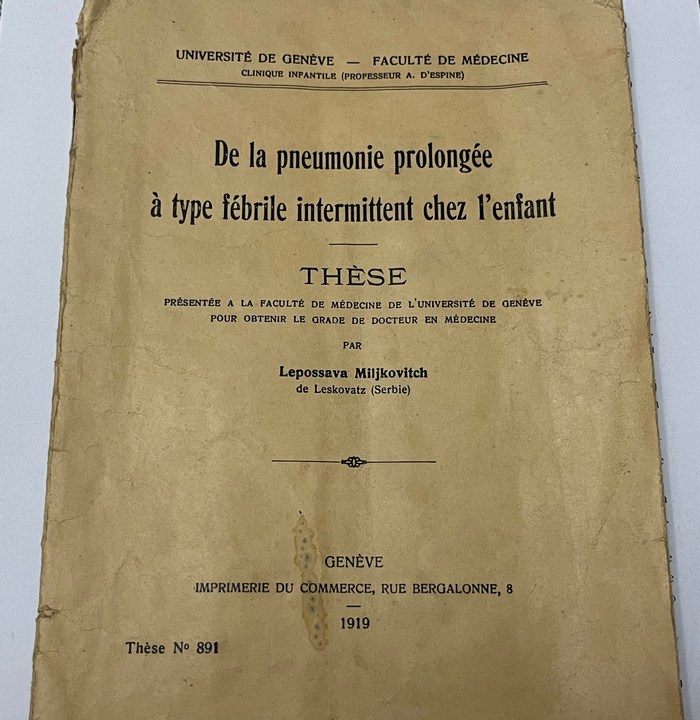 UNIVERSITÉ DE GENÈVE — FACULTÉ DE MÉDECINE
CLINIQUE INFANTILE (PROFESSEUR A. D'ESPINE)
De la pneumonie prolongée
à type fébrile intermittent chez l'enfant
THÈSE
PRÉSENTÉE A LA FACULTÉ DE MÉDECINE DE L'UNIVERSITÉ DE GENÈVE
POUR OBTENIR LE GRADE DE DOCTEUR EN MÉDECINE
PAR
Lepossava Miljkovitch
de Leskovatz (Serbie)
GENÈVE
IMPRIMERIE DU COMMERCE, RUE BERGALONNE, 8
1919
Thèse Nº 891